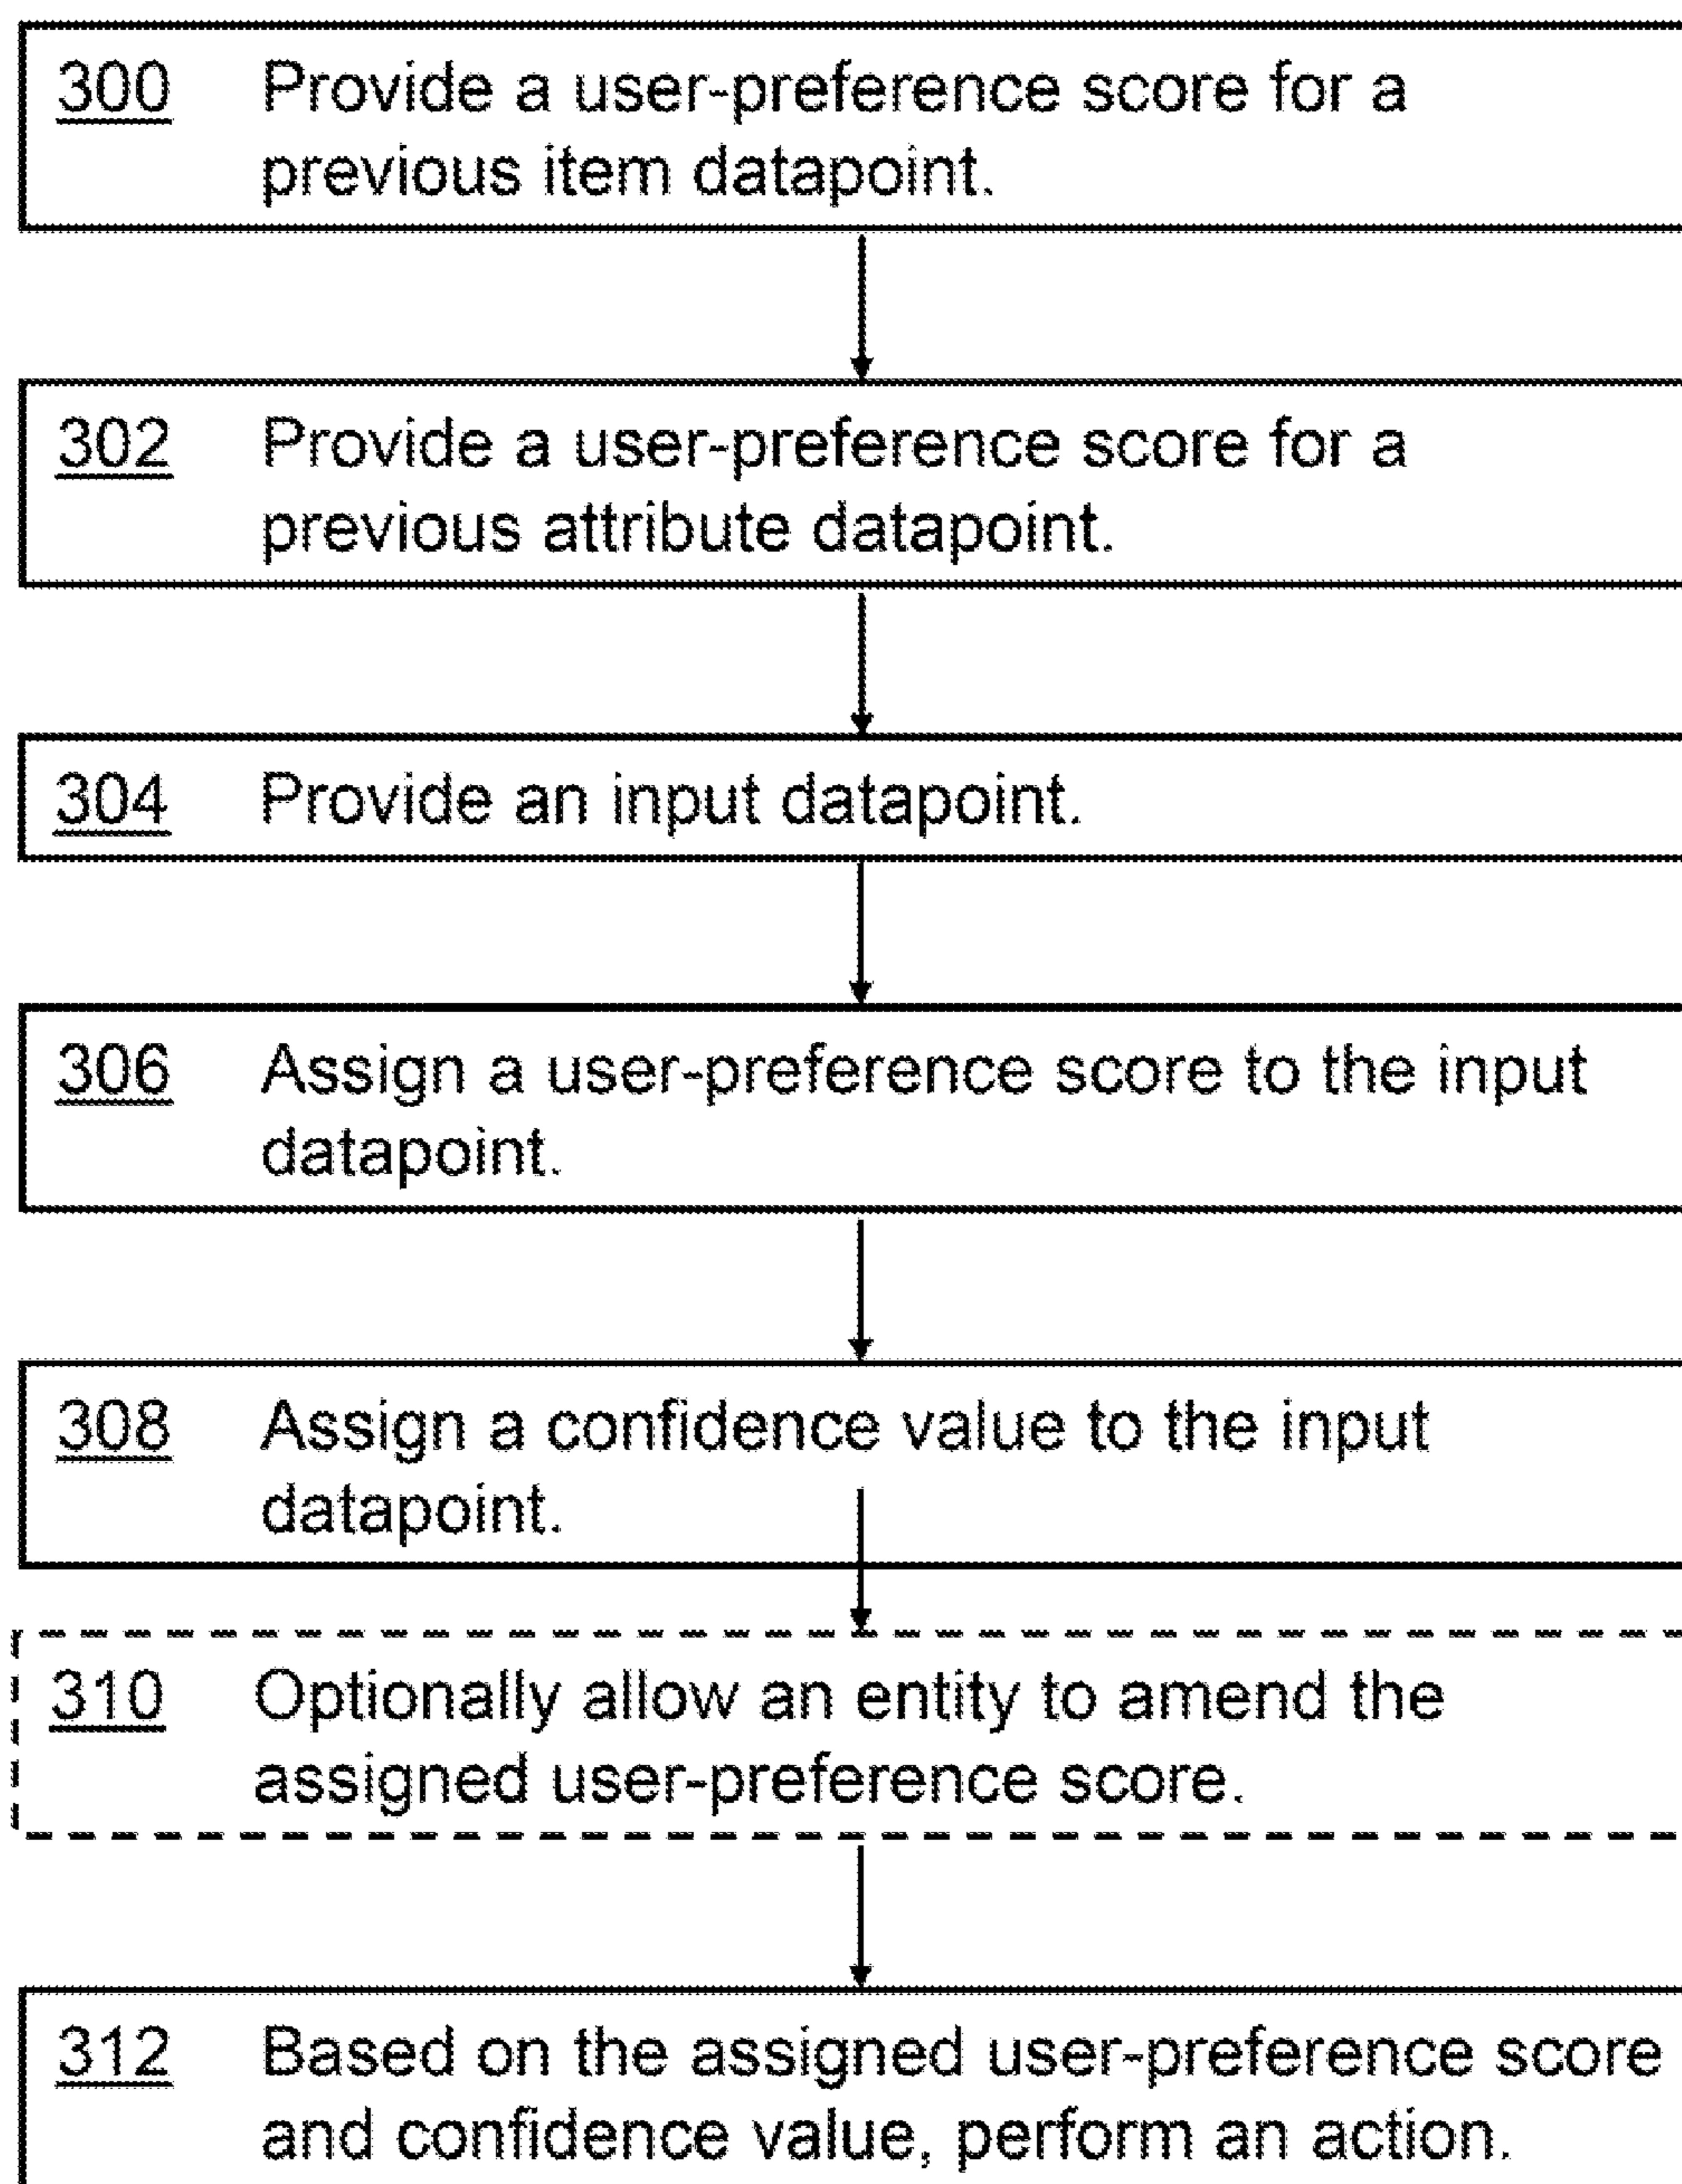 300 Provide a user-preference score for a
previous item datapoint.
302 Provide a user-preference score for a
previous attribute datapoint.
304 Provide an input datapoint.
306 Assign a user-preference score to the input
datapoint.
308 Assign a confidence value to the input
datapoint.
310 Optionally allow an entity to amend the
assigned user-preference score.
312 Based on the assigned user-preference score
and confidence value, perform an action.